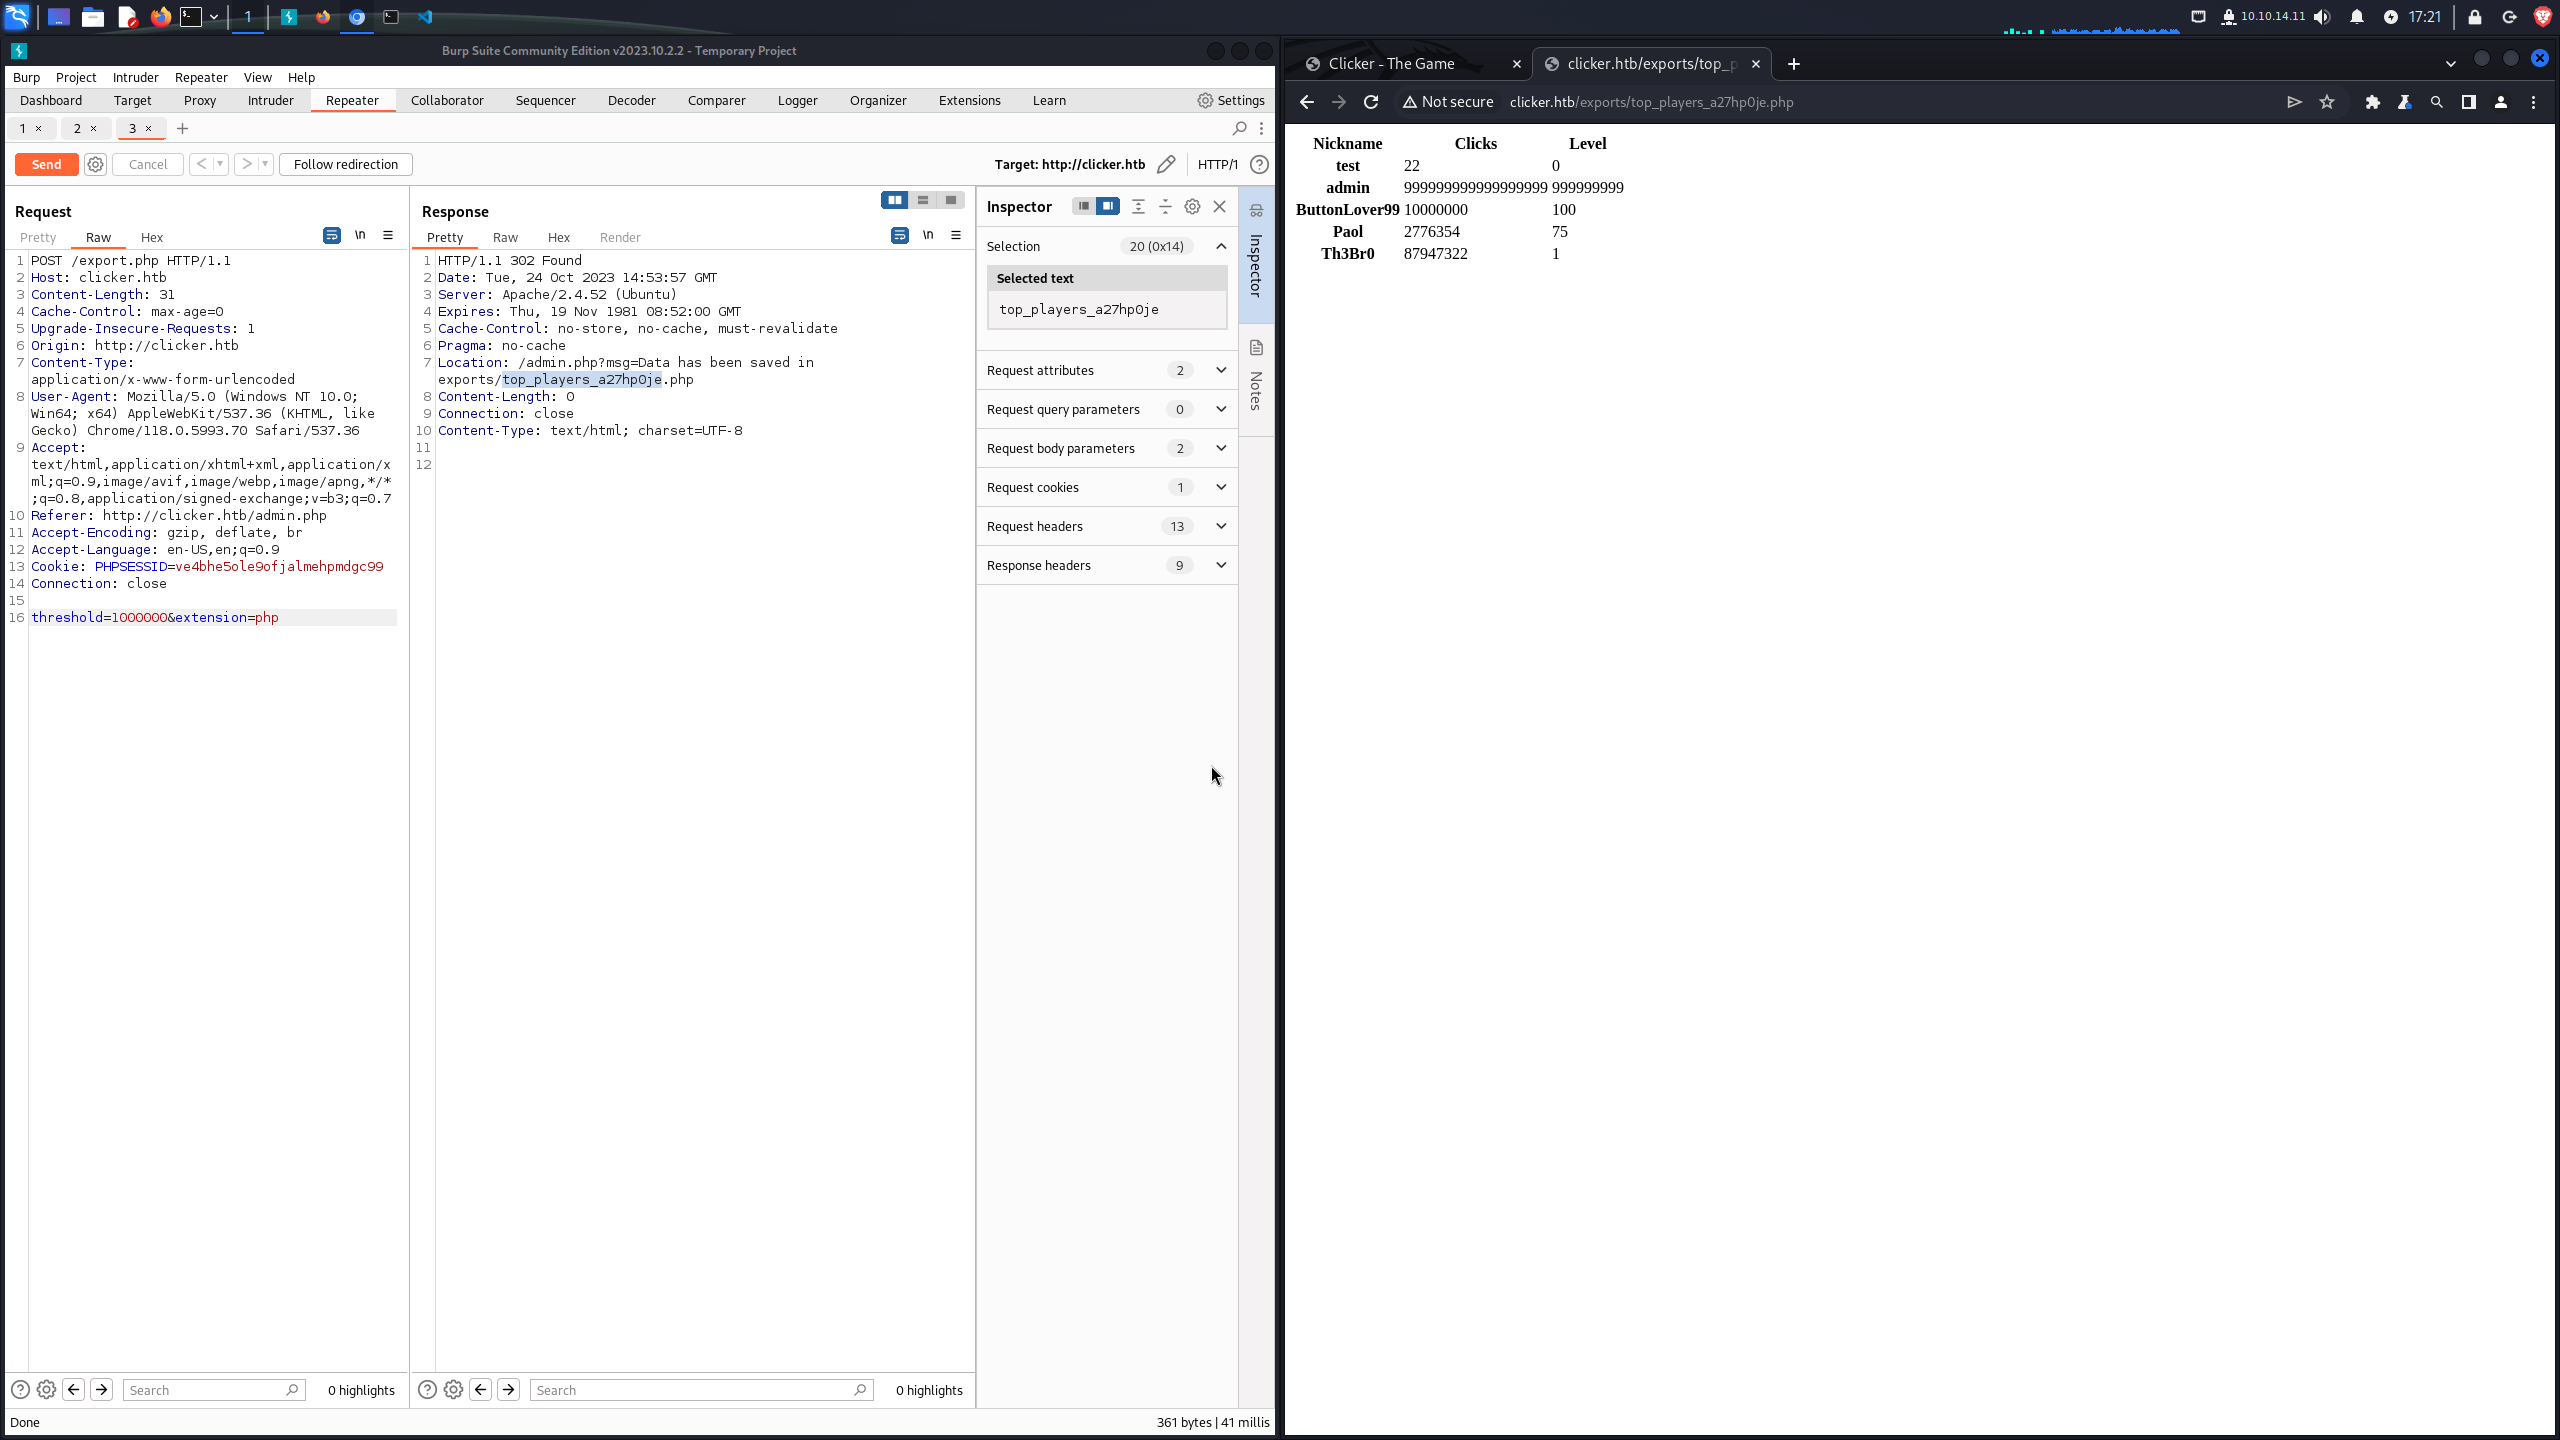 1
10.10.14.11
17:21
Burp Suite Community Edition v2023.10.2.2 - Temporary Project
Burp Project Intruder Repeater View Help
Dashboard Target Proxy Intruder Repeater Collaborator Sequencer Decoder Comparer Logger Organizer Extensions Learn Settings
1 × 2 × 3 × +
Send Cancel < > Follow redirection Target: http://clicker.htb HTTP/1 ?
Request
Pretty Raw Hex \n
1 POST /export.php HTTP/1.1
2 Host: clicker.htb
3 Content-Length: 31
4 Cache-Control: max-age=0
5 Upgrade-Insecure-Requests: 1
6 Origin: http://clicker.htb
7 Content-Type:
application/x-www-form-urlencoded
8 User-Agent: Mozilla/5.0 (Windows NT 10.0;
Win64; x64) AppleWebKit/537.36 (KHTML, like
Gecko) Chrome/118.0.5993.70 Safari/537.36
9 Accept:
text/html,application/xhtml+xml,application/x
ml;q=0.9,image/avif,image/webp,image/apng,*/*
;q=0.8,application/signed-exchange;v=b3;q=0.7
10 Referer: http://clicker.htb/admin.php
11 Accept-Encoding: gzip, deflate, br
12 Accept-Language: en-US,en;q=0.9
13 Cookie: PHPSESSID=ve4bhe5ole9ofjalmehpmdgc99
14 Connection: close
15
16 threshold=1000000&extension=php
Search
0 highlights
Response
Pretty Raw Hex Render \n
1 HTTP/1.1 302 Found
2 Date: Tue, 24 Oct 2023 14:53:57 GMT
3 Server: Apache/2.4.52 (Ubuntu)
4 Expires: Thu, 19 Nov 1981 08:52:00 GMT
5 Cache-Control: no-store, no-cache, must-revalidate
6 Pragma: no-cache
7 Location: /admin.php?msg=Data has been saved in
exports/top_players_a27hp0je.php
8 Content-Length: 0
9 Connection: close
10 Content-Type: text/html; charset=UTF-8
11
12
Search
0 highlights
Inspector
Selection 20 (0x14)
Selected text
top_players_a27hp0je
Request attributes 2
Request query parameters 0
Request body parameters 2
Request cookies 1
Request headers 13
Response headers 9
Inspector
Notes
Done
361 bytes | 41 millis
Clicker - The Game
clicker.htb/exports/top_p
Not secure clicker.htb/exports/top_players_a27hp0je.php
Nickname Clicks Level
test 22 0
admin 999999999999999999 999999999
ButtonLover99 10000000 100
Paol 2776354 75
Th3Br0 87947322 1